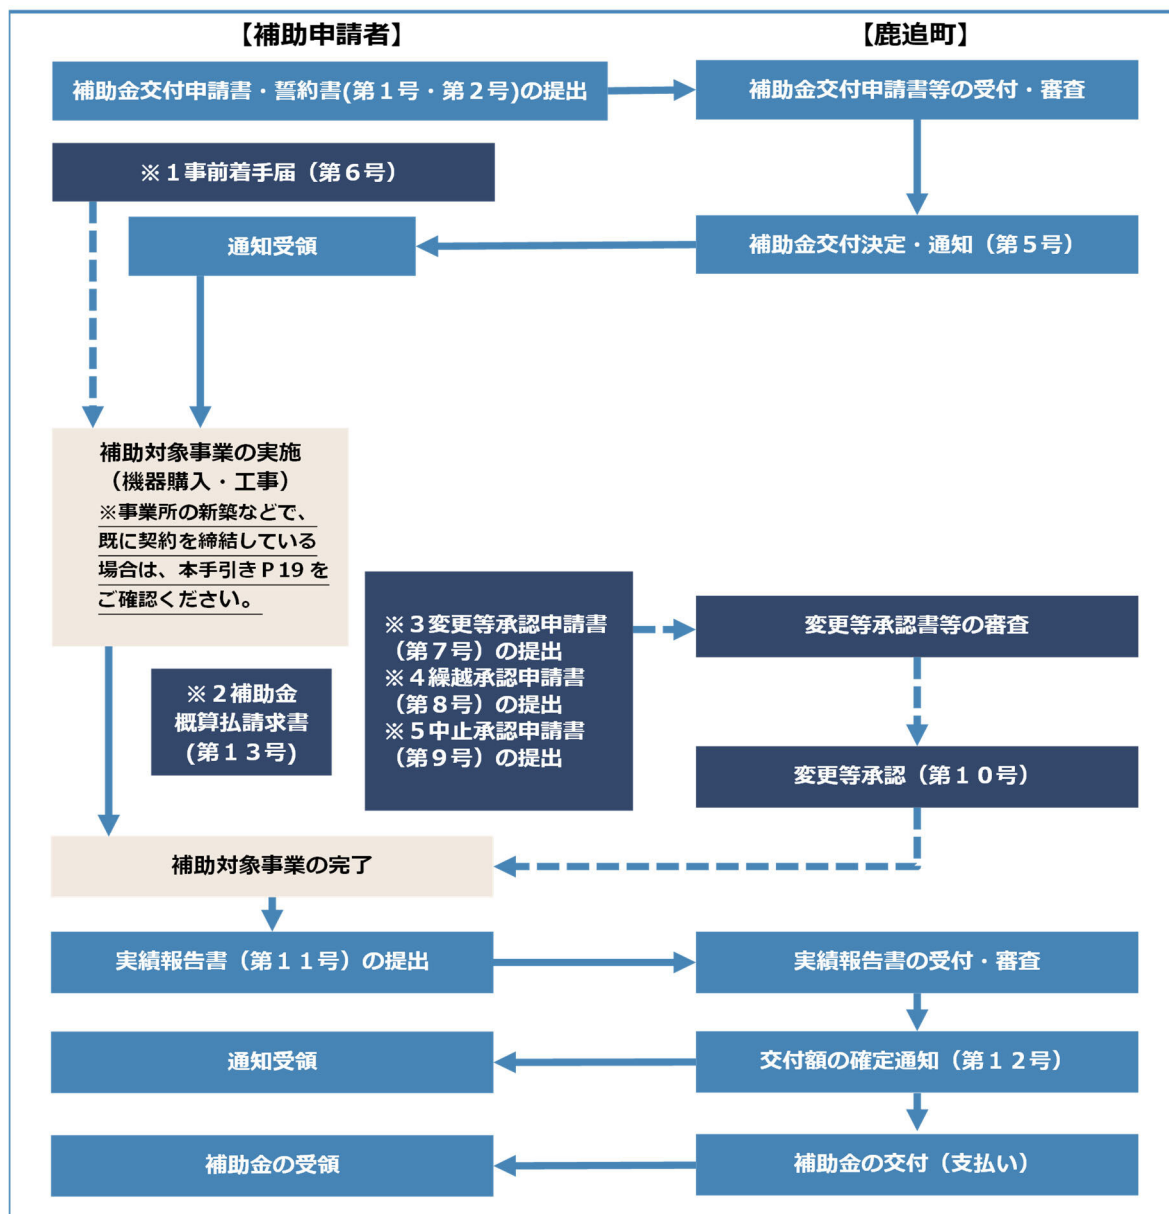 【補助申請者】
【鹿追町】
補助金交付申請書・誓約書(第１号・第２号)の提出
補助金交付申請書等の受付・審査
※１事前着手届（第６号）
通知受領
補助金交付決定・通知（第５号）
補助対象事業の実施
（機器購入・工事）
※事業所の新築などで、
既に契約を締結している
場合は、本手引きＰ19を
ご確認ください。
※３変更等承認申請書
（第７号）の提出
※４繰越承認申請書
（第８号）の提出
※５中止承認申請書
（第９号）の提出
変更等承認書等の審査
※２補助金
概算払請求書
(第１３号)
変更等承認（第１０号）
補助対象事業の完了
実績報告書（第１１号）の提出
実績報告書の受付・審査
通知受領
交付額の確定通知（第１２号）
補助金の受領
補助金の交付（支払い）